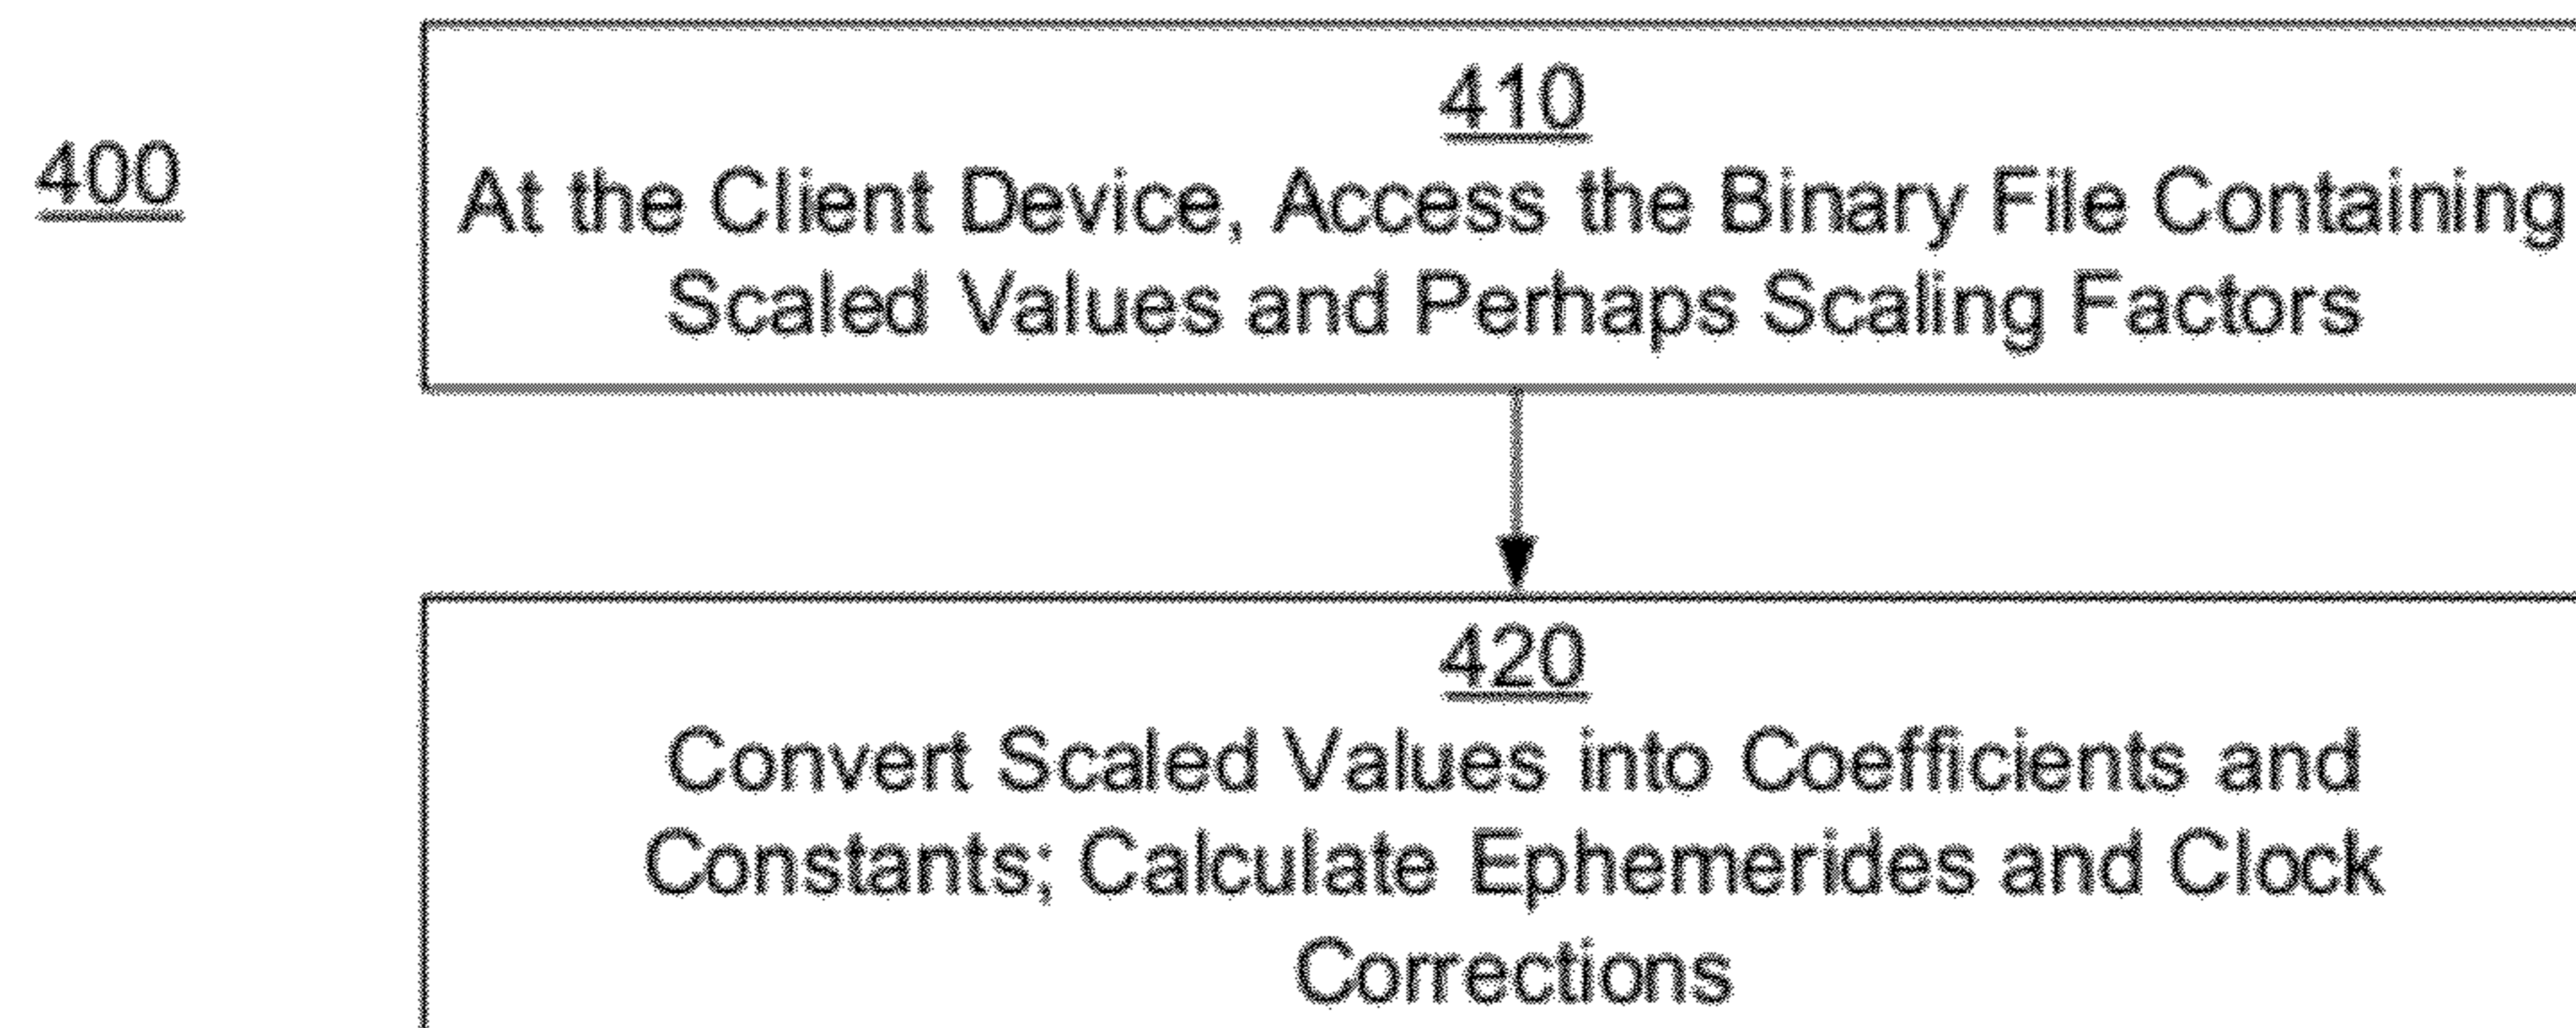 400
410
At the Client Device, Access the Binary File Containing
Scaled Values and Perhaps Scaling Factors
420
Convert Scaled Values into Coefficients and
Constants; Calculate Ephemerides and Clock
Corrections